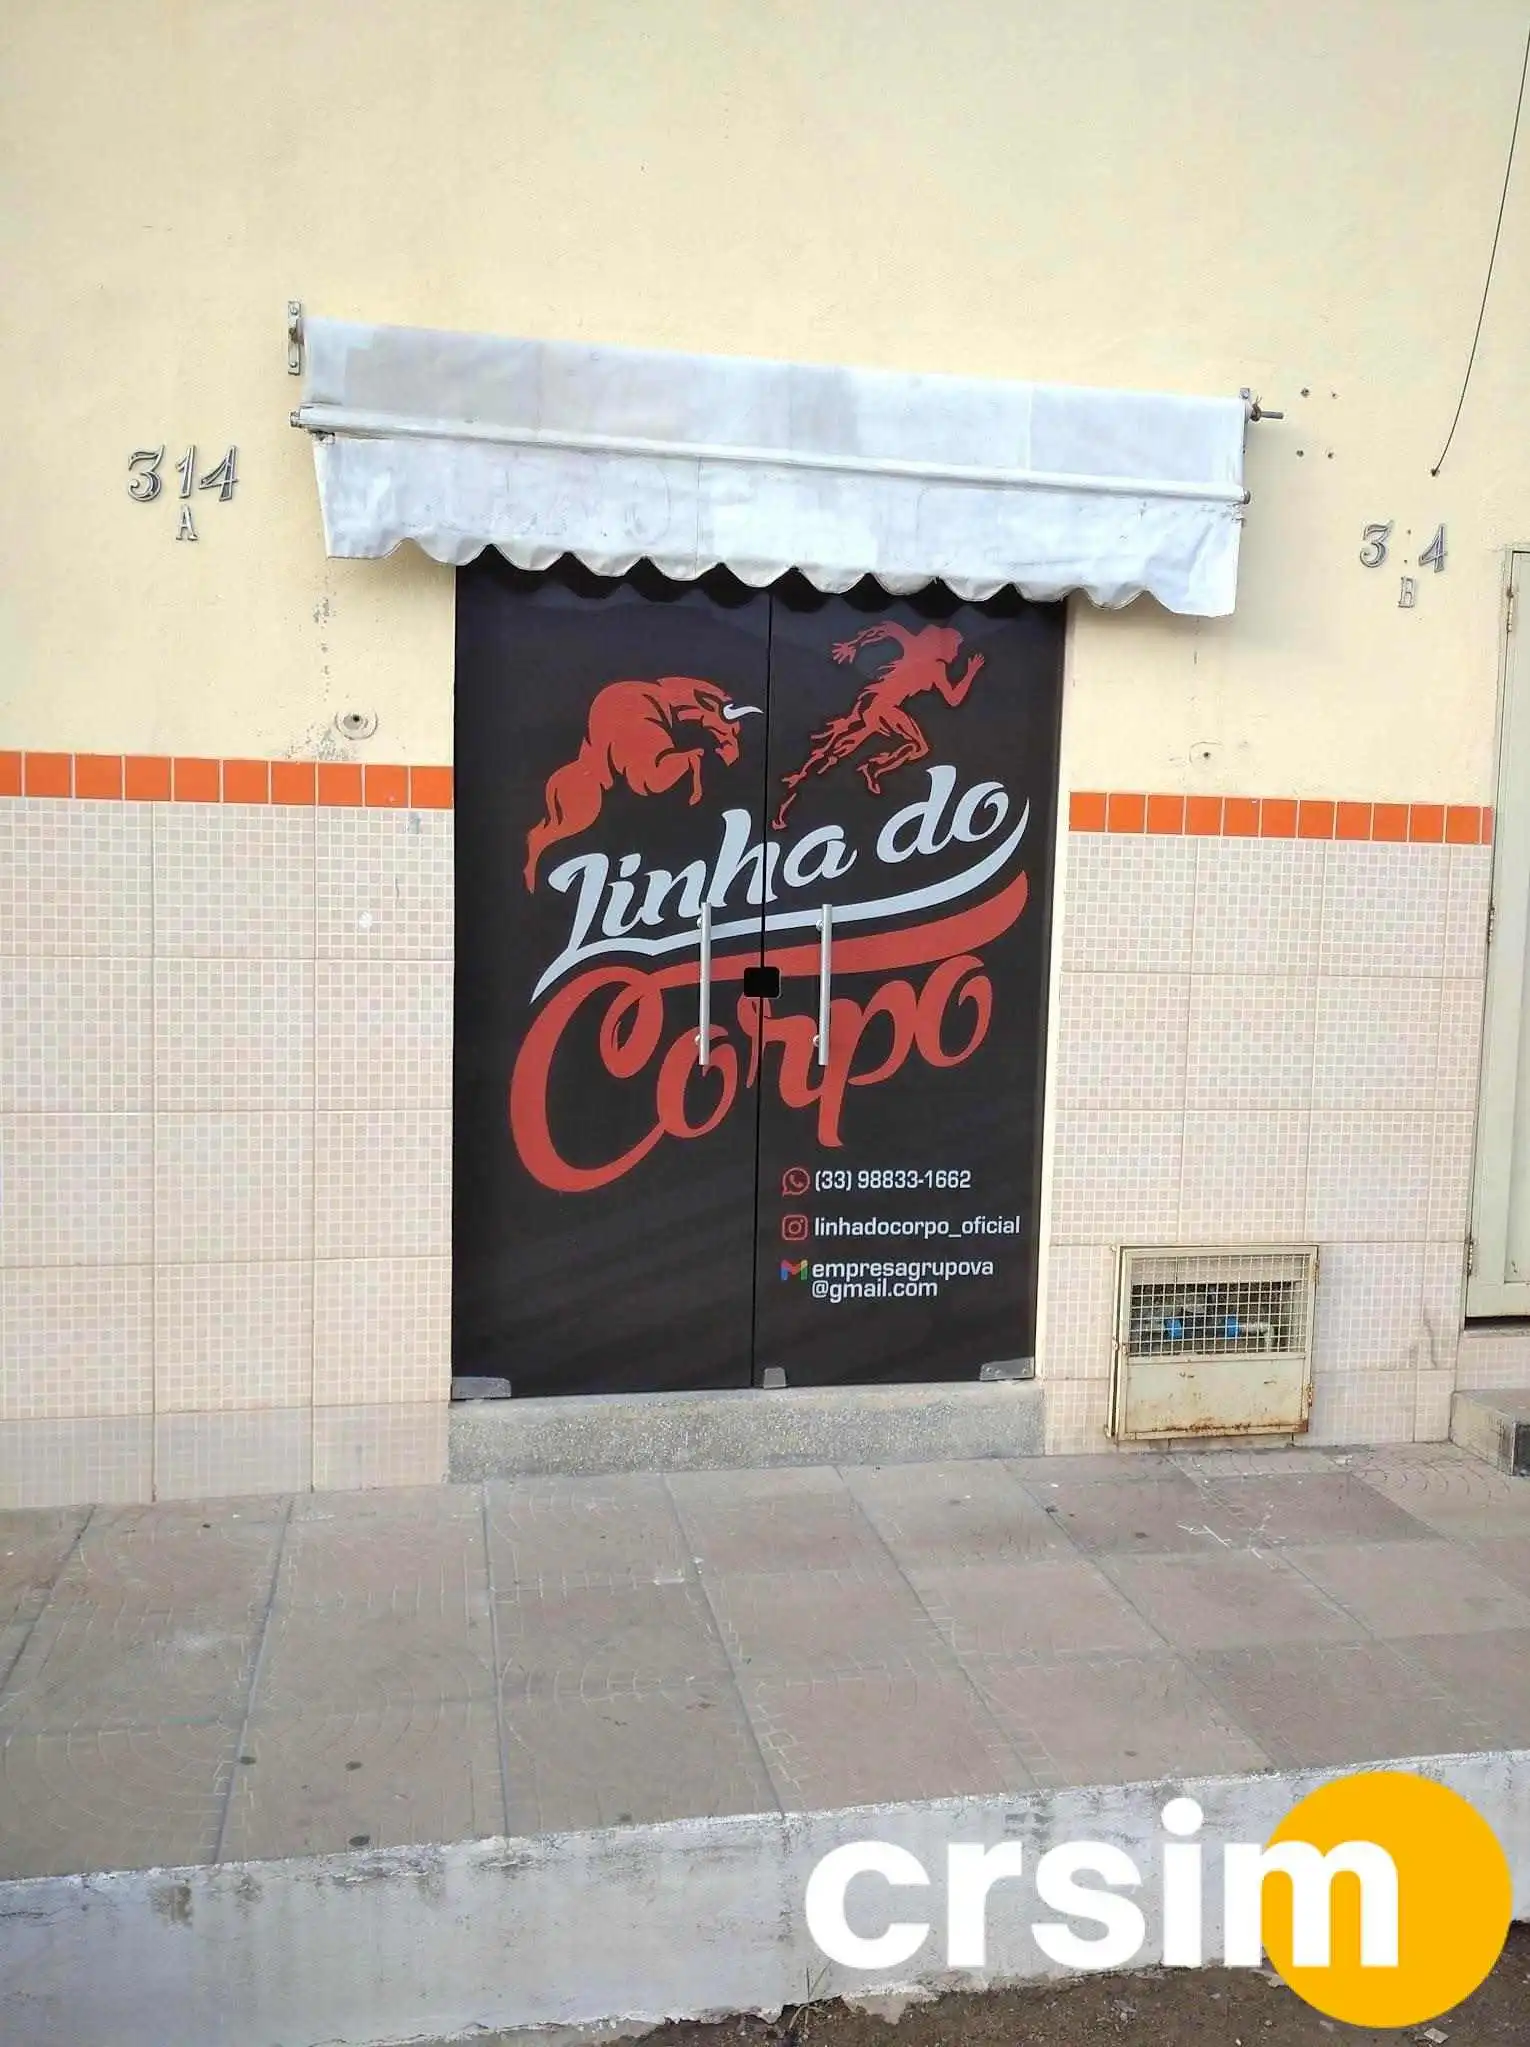 314
A
3 4
B
Linha do
Corpo
(33) 98833-1662
linhadocorpo_oficial
empresagrupova
@gmail.com
crsim